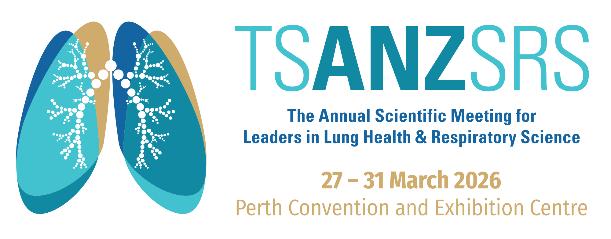 TSANZSRS
The Annual Scientific Meeting for
Leaders in Lung Health & Respiratory Science
27 – 31 March 2026
Perth Convention and Exhibition Centre